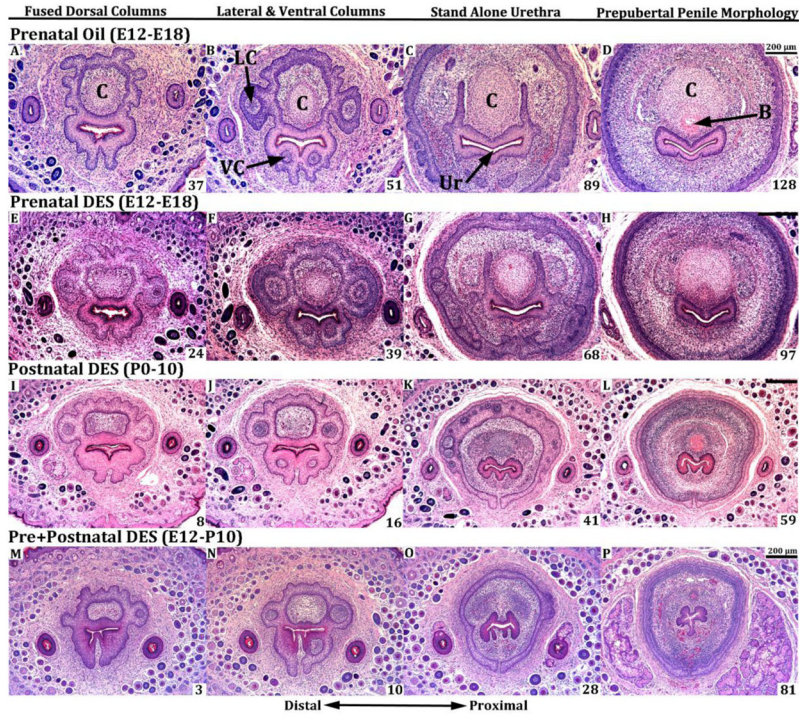 Fused Dorsal Columns Lateral & Ventral Columns Stand Alone Urethra Prepubertal Penile Morphology
Prenatal Oil (E12-E18)
A B C D 200 µm
LC
C C C C
B
VC
Ur
37 51 89 128
Prenatal DES (E12-E18)
E F G H
24 39 68 97
Postnatal DES (P0-10)
I J K L
8 16 41 59
Pre+Postnatal DES (E12-P10)
M N O P 200 µm
3 10 28 81
Distal Proximal